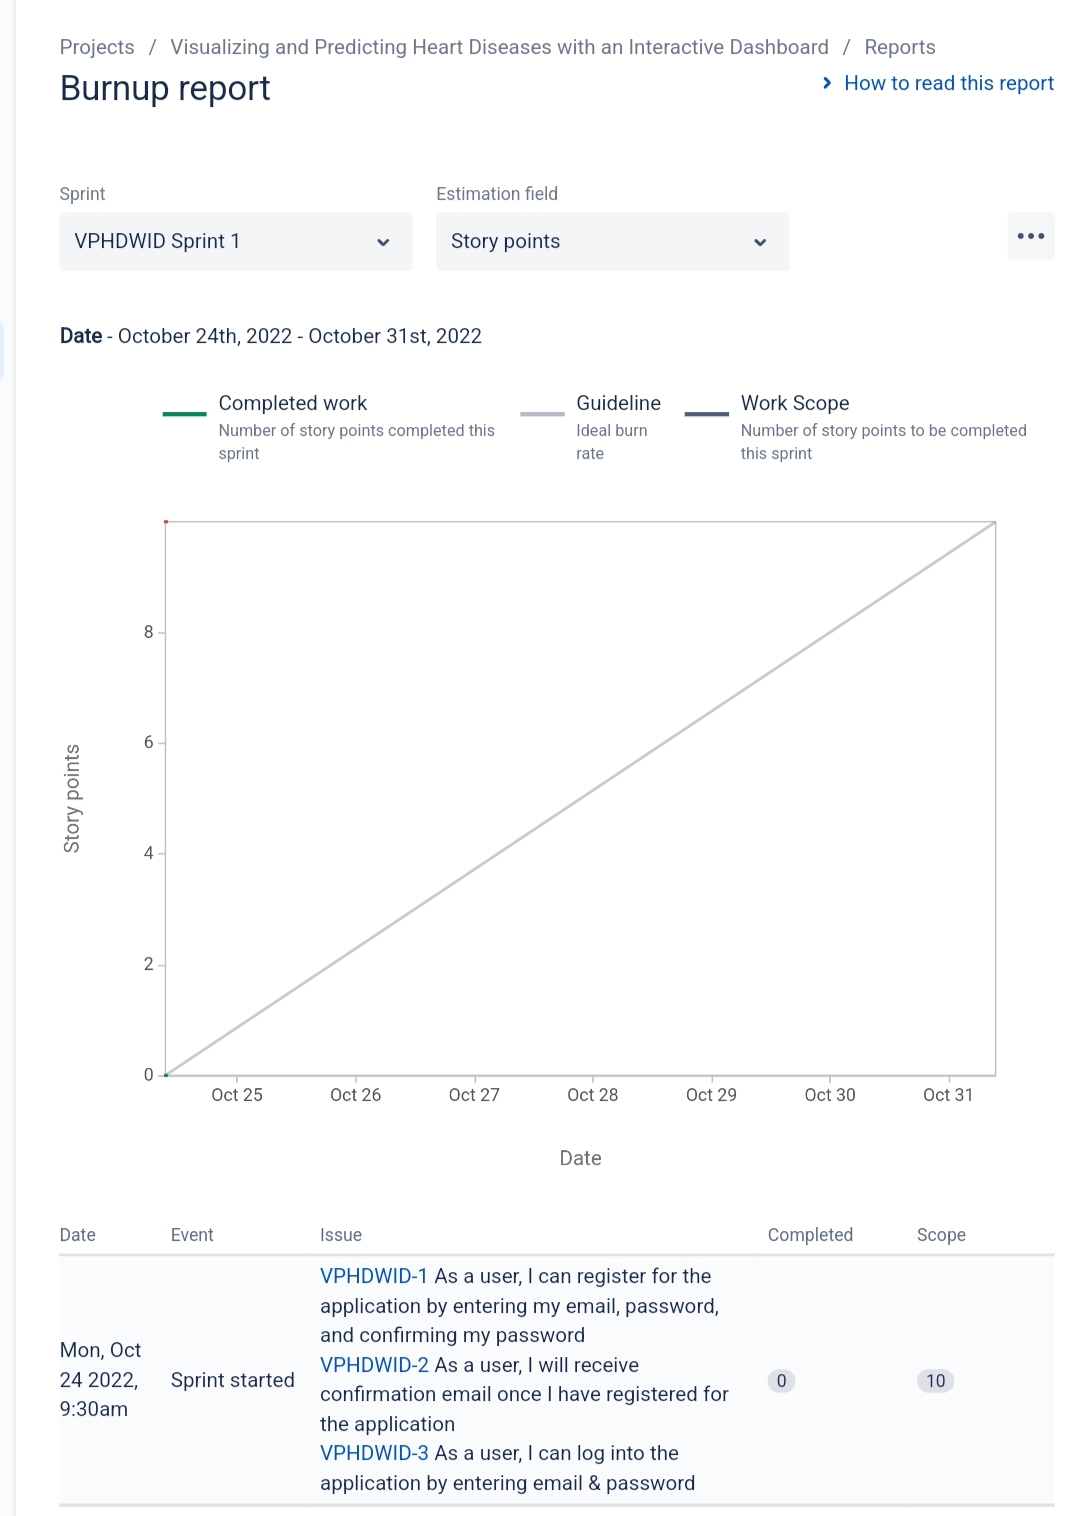 Projects / Visualizing and Predicting Heart Diseases with an Interactive Dashboard / Reports
Burnup report
How to read this report
Sprint
Estimation field
VPHDWID Sprint 1
Story points
Date - October 24th, 2022 - October 31st, 2022
Completed work
Number of story points completed this
sprint
Guideline
Ideal burn
rate
Work Scope
Number of story points to be completed
this sprint
8
6
4
2
0
Story points
Oct 25 Oct 26 Oct 27 Oct 28 Oct 29 Oct 30 Oct 31
Date
Date Event Issue Completed Scope
Mon, Oct
24 2022,
9:30am
Sprint started
VPHDWID-1 As a user, I can register for the
application by entering my email, password,
and confirming my password
VPHDWID-2 As a user, I will receive
confirmation email once I have registered for
the application
VPHDWID-3 As a user, I can log into the
application by entering email & password
0
10